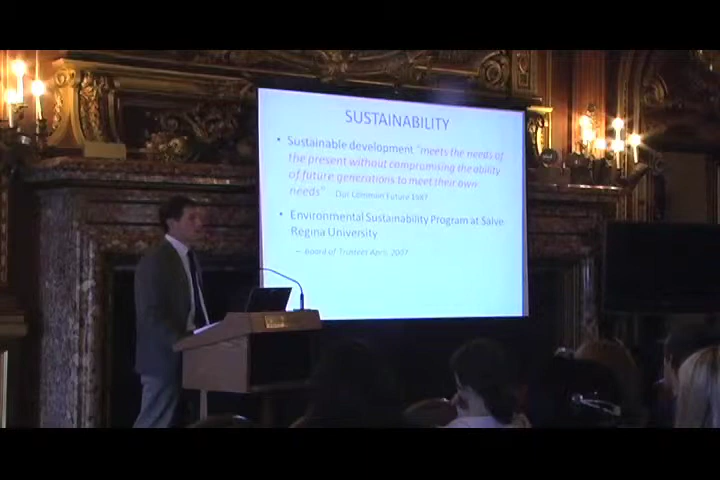 SUSTAINABILITY
• Sustainable development "meets the needs of
the present without compromising the ability
of future generations to meet their own
needs" Our Common Future 1987
• Environmental Sustainability Program at Salve
Regina University
– Board of Trustees April, 2007